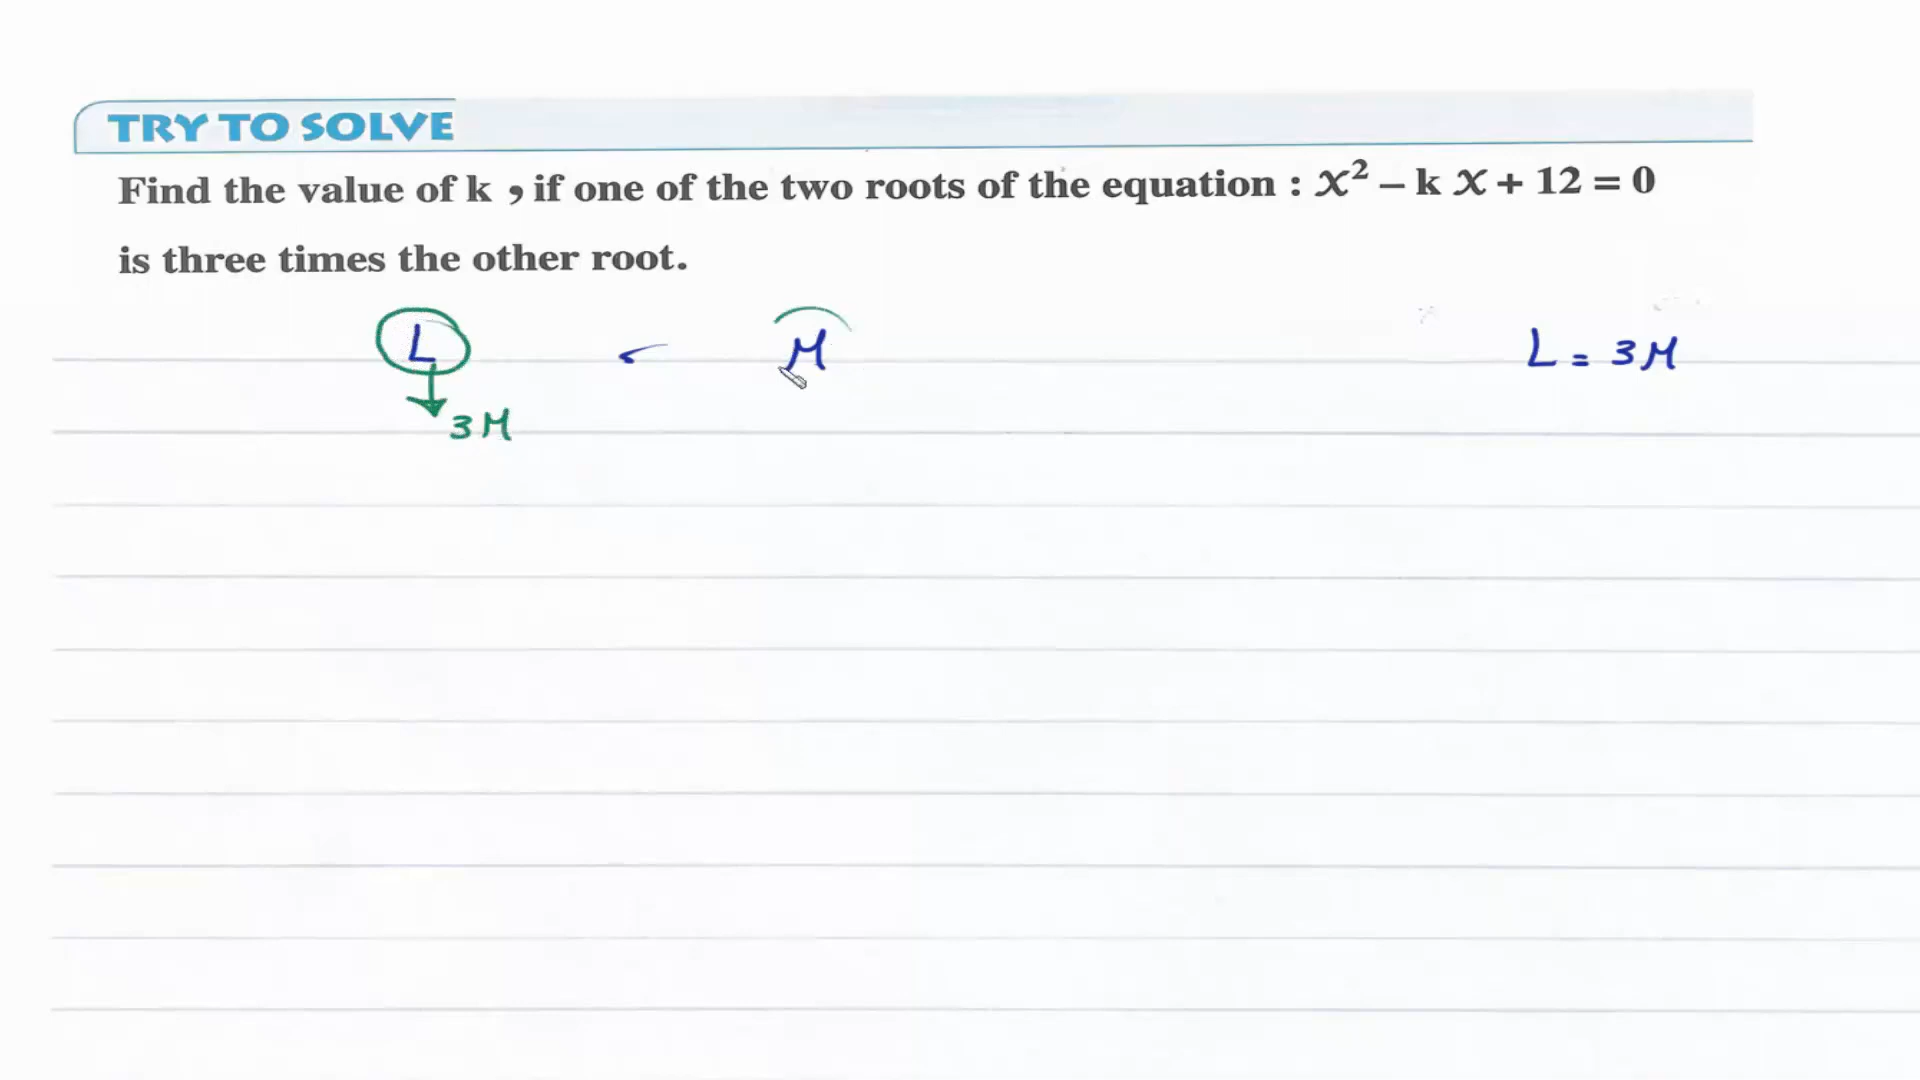 TRY TO SOLVE
Find the value of k , if one of the two roots of the equation : x² – k x + 12 = 0
is three times the other root.
L , M L = 3M
3M